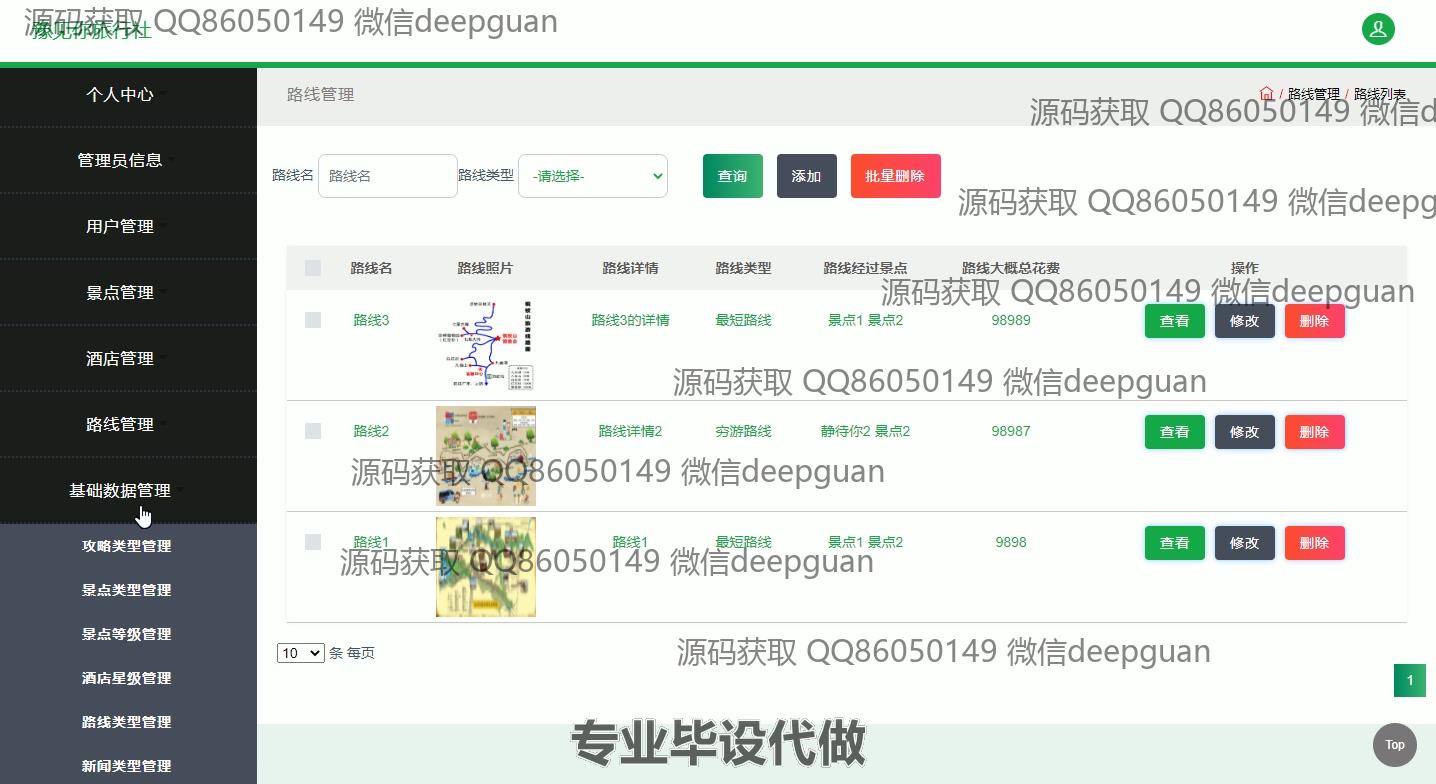 源码获取 QQ86050149 微信deepguan
豫见你旅行社
个人中心
管理员信息
用户管理
景点管理
酒店管理
路线管理
基础数据管理
攻略类型管理
景点类型管理
景点等级管理
酒店星级管理
路线类型管理
新闻类型管理
路线管理
/ 路线管理 / 路线列表
源码获取 QQ86050149 微信d
路线名 路线名 路线类型 -请选择- 查询 添加 批量删除
源码获取 QQ86050149 微信deepg
路线名 路线照片 路线详情 路线类型 路线经过景点 路线大概总花费 操作
源码获取 QQ86050149 微信deepguan
路线3 路线3的详情 最短路线 景点1 景点2 98989 查看 修改 删除
源码获取 QQ86050149 微信deepguan
路线2 路线详情2 穷游路线 静待你2 景点2 98987 查看 修改 删除
源码获取 QQ86050149 微信deepguan
路线1 路线1 最短路线 景点1 景点2 9898 查看 修改 删除
源码获取 QQ86050149 微信deepguan
10 条 每页
源码获取 QQ86050149 微信deepguan
1
专业毕设代做
Top